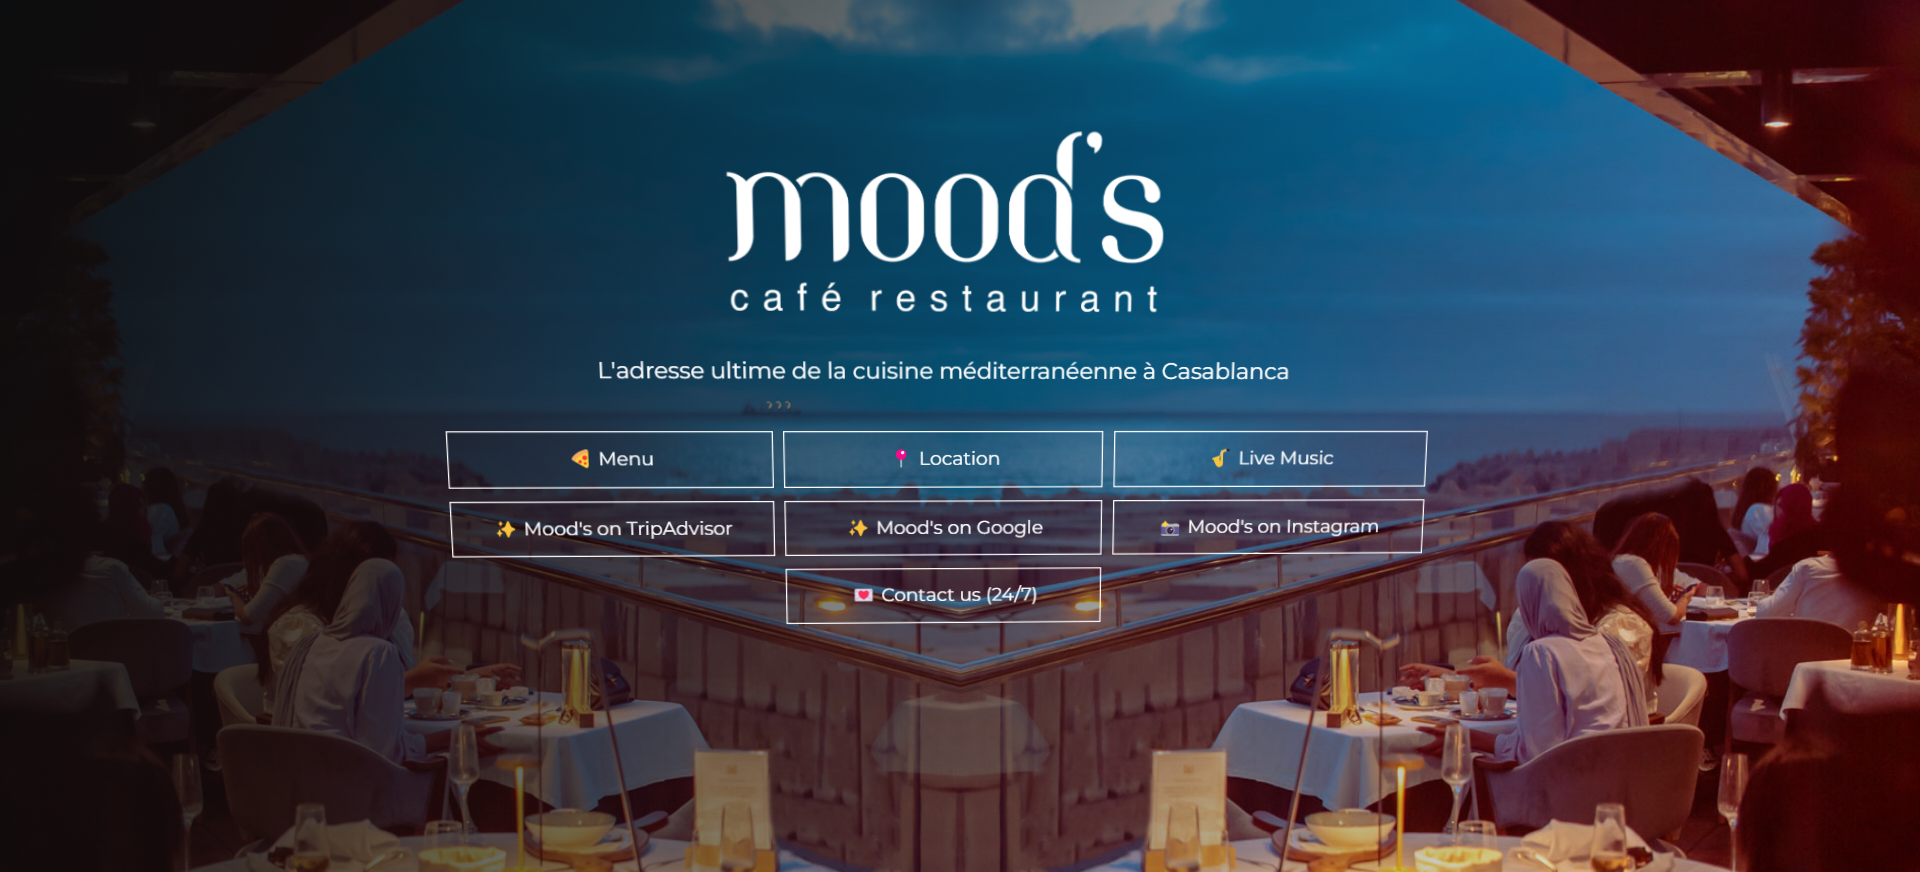 mood's
café restaurant
L'adresse ultime de la cuisine méditerranéenne à Casablanca
Menu
Location
Live Music
Mood's on TripAdvisor
Mood's on Google
Mood's on Instagram
Contact us (24/7)